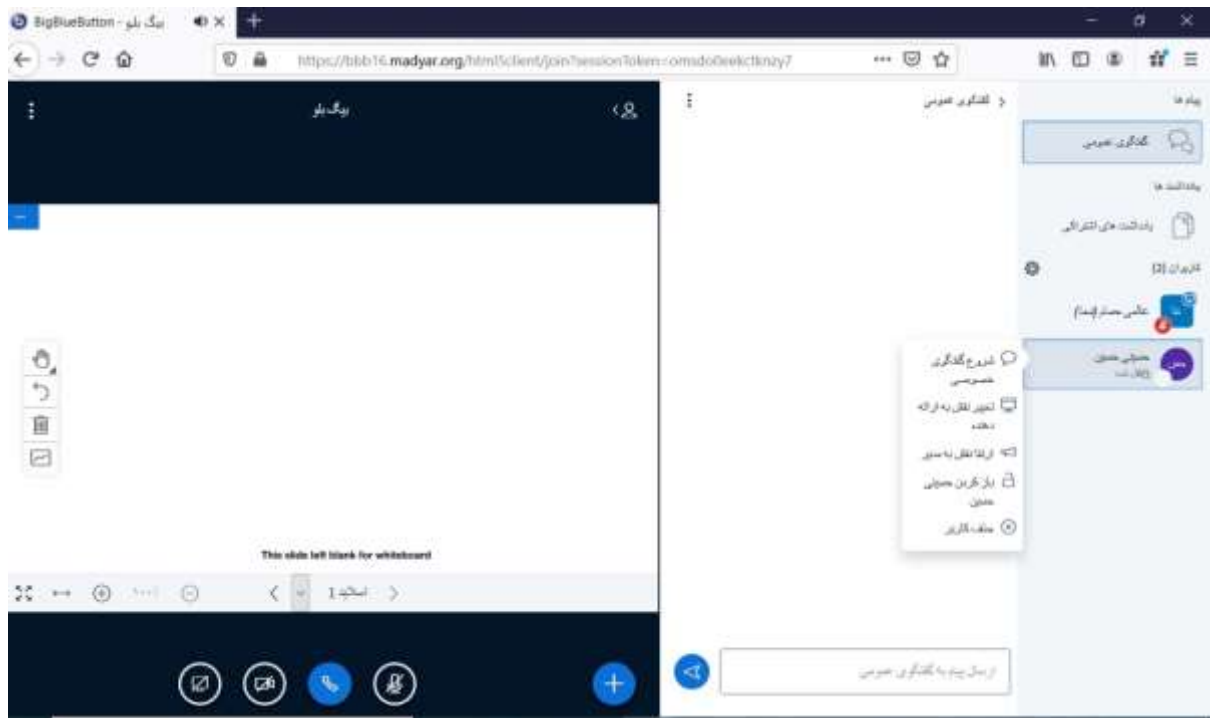 BigBlueButton - بیگ بلو
https://bbb16.madyar.org/html5client/join?sessionToken=
بیگ بلو
گفتگوی عمومی
پیام ها
گفتگوی عمومی
یادداشت ها
یادداشت های اشتراکی
کاربران (2)
قفل شد
شروع گفتگوی
خصوصی
تغییر نقش به ارائه
دهنده
ارتقا نقش به مدیر
باز کردن
حذف کاربر
This slide left blank for whiteboard
اسلاید 1
ارسال پیام به گفتگوی عمومی